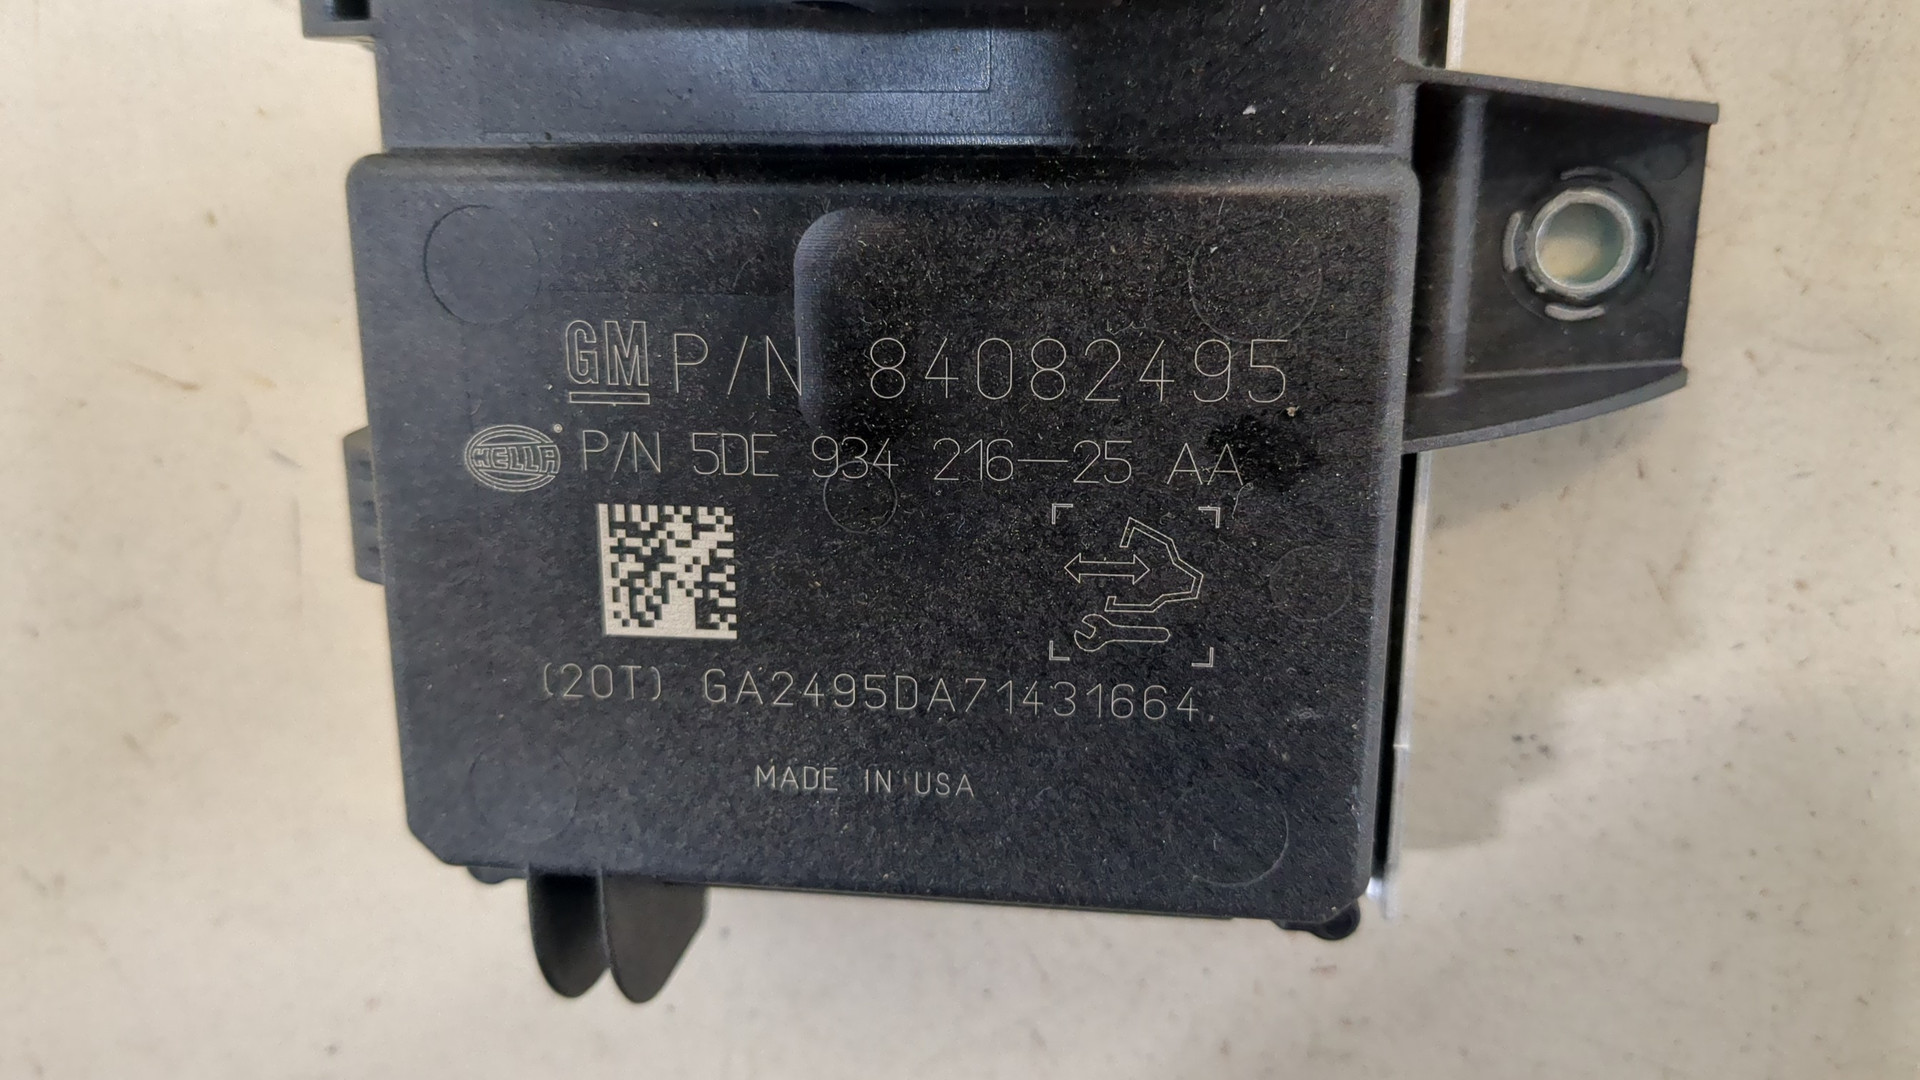 GM P/N 84082495
HELLA P/N 5DE 934 216-25 AA
(20T) GA2495DA71431664
MADE IN USA